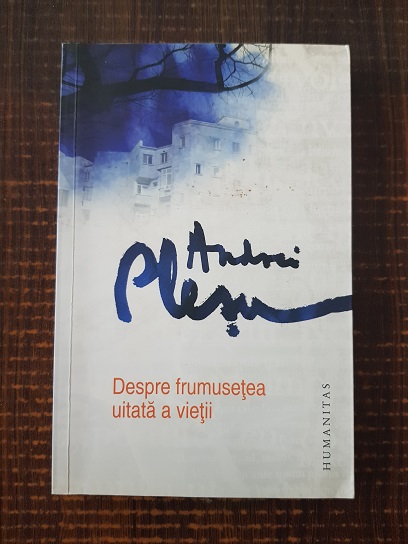 Andrei
Pleşu
Despre frumuseţea
uitată a vieţii
HUMANITAS